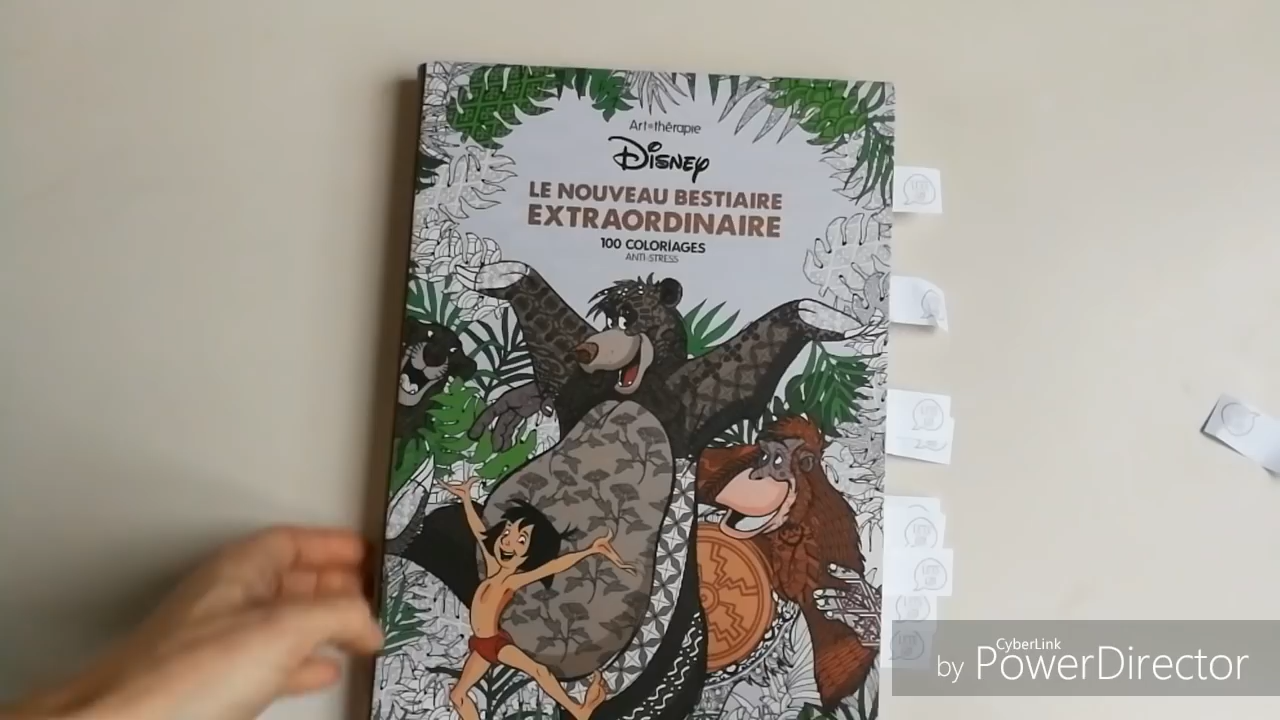 Art-thérapie
Disney
LE NOUVEAU BESTIAIRE
EXTRAORDINAIRE
100 COLORIAGES
ANTI-STRESS
by CyberLink PowerDirector